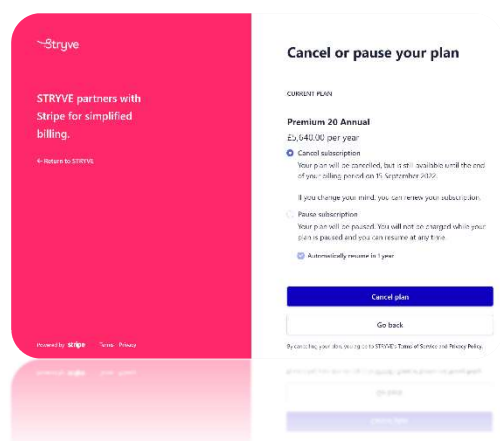 Stryve
STRYVE partners with
Stripe for simplified
billing.
← Return to STRYVE
Powered by stripe Terms Privacy
Cancel or pause your plan
CURRENT PLAN
Premium 20 Annual
£5,640.00 per year
Cancel subscription
Your plan will be cancelled, but is still available until the end
of your billing period on 15 September 2022.
If you change your mind, you can renew your subscription.
Pause subscription
Your plan will be paused. You will not be charged while your
plan is paused and you can resume at any time
Automatically resume in 1 year
Cancel plan
Go back
By cancelling your plan, you agree to STRYVE's Terms of Service and Privacy Policy.